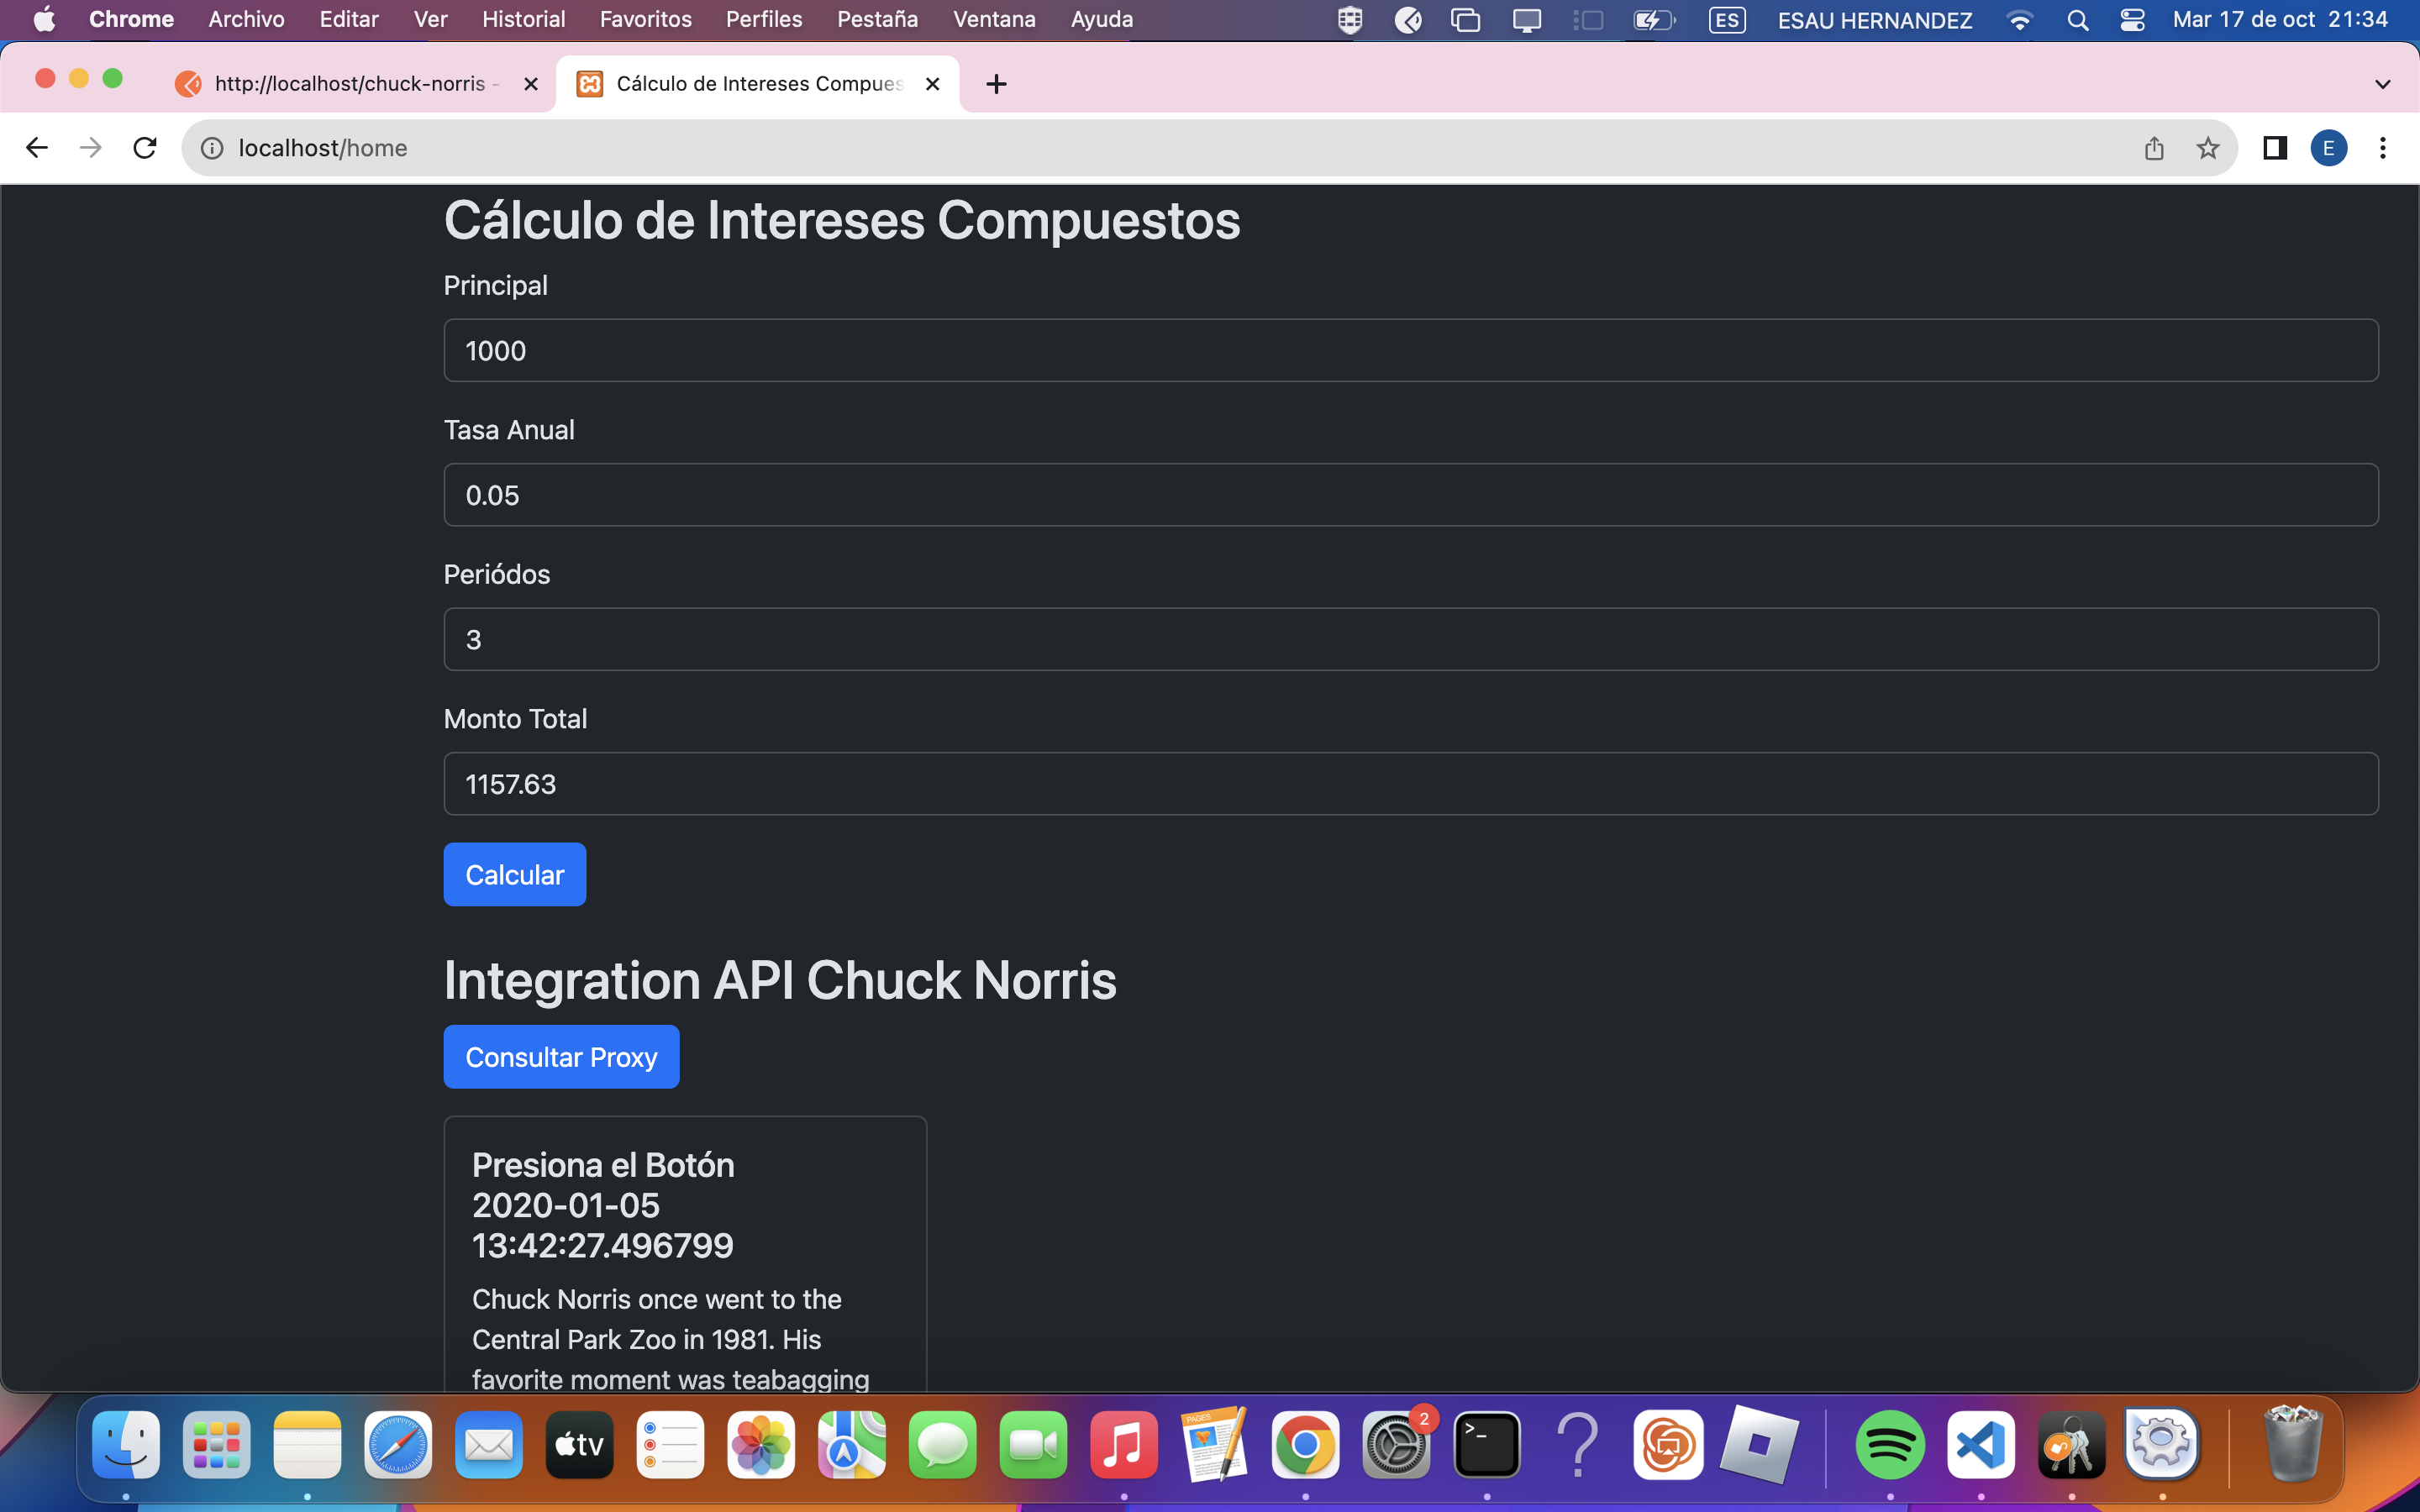 Chrome Archivo Editar Ver Historial Favoritos Perfiles Pestaña Ventana Ayuda ES ESAU HERNANDEZ Mar 17 de oct 21:34
http://localhost/chuck-norris - Cálculo de Intereses Compues
localhost/home E
Cálculo de Intereses Compuestos
Principal
1000
Tasa Anual
0.05
Periódos
3
Monto Total
1157.63
Calcular
Integration API Chuck Norris
Consultar Proxy
Presiona el Botón
2020-01-05
13:42:27.496799
Chuck Norris once went to the
Central Park Zoo in 1981. His
favorite moment was teabagging
tv PAGES 2 >_